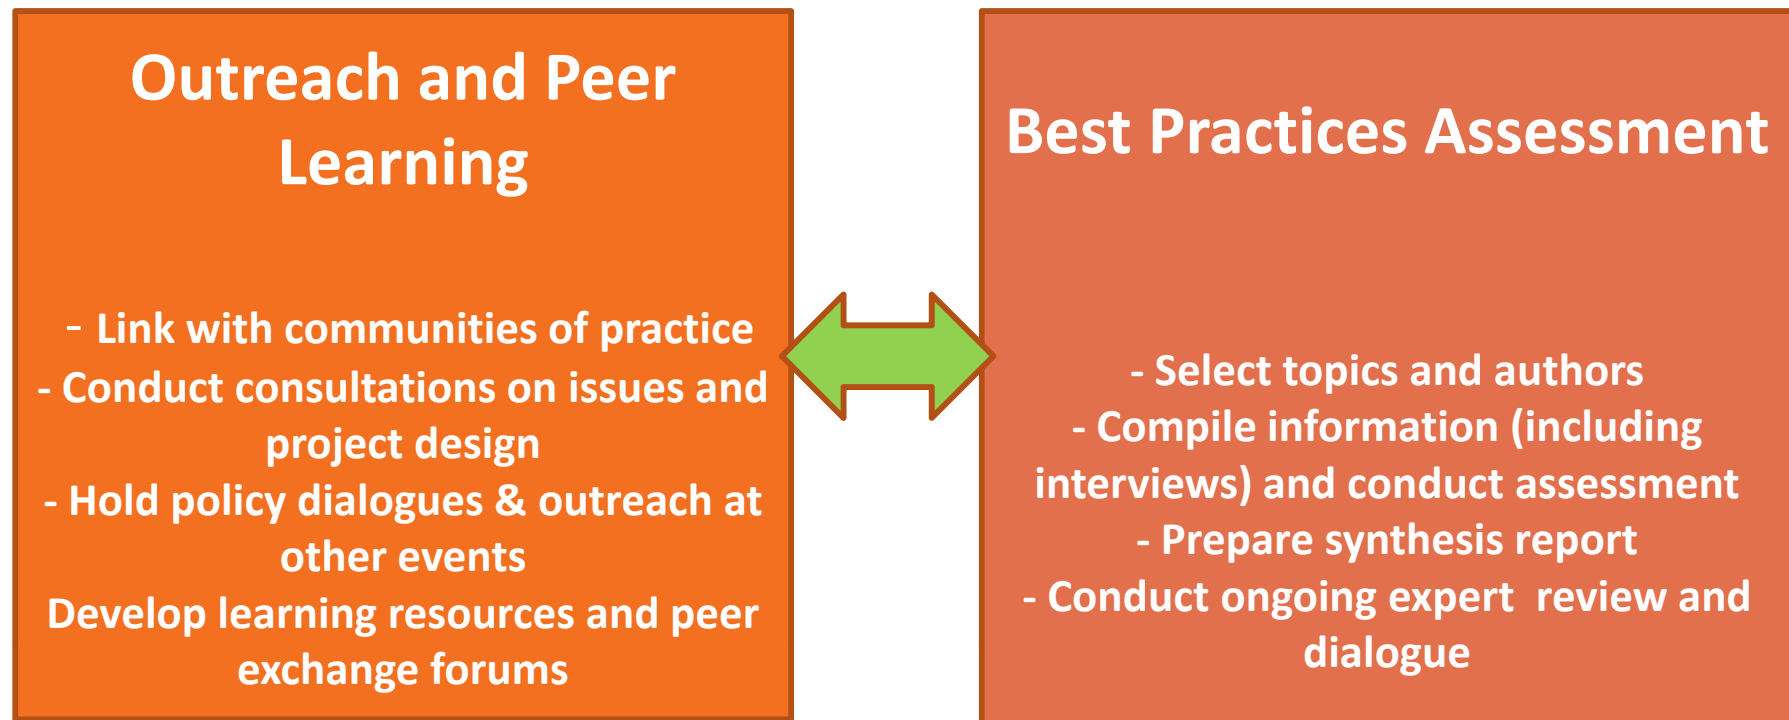 Outreach and Peer
Learning
- Link with communities of practice
- Conduct consultations on issues and
project design
- Hold policy dialogues & outreach at
other events
Develop learning resources and peer
exchange forums
Best Practices Assessment
- Select topics and authors
- Compile information (including
interviews) and conduct assessment
- Prepare synthesis report
- Conduct ongoing expert  review and
dialogue